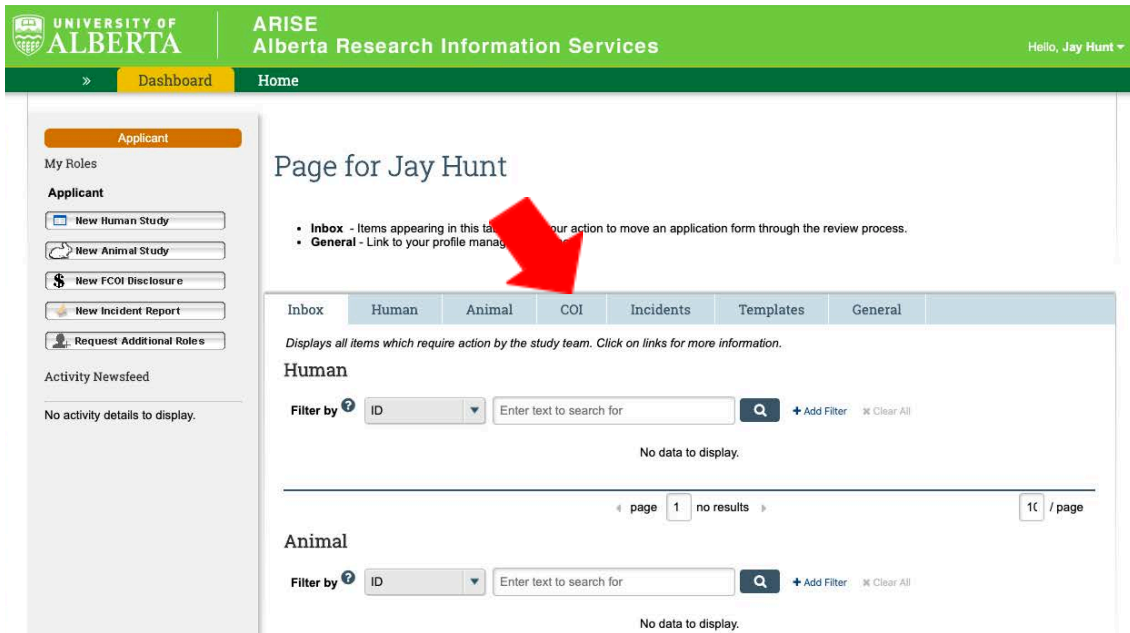 UNIVERSITY OF
ALBERTA
ARISE
Alberta Research Information Services
Hello, Jay Hunt
» Dashboard Home
Applicant
My Roles
Applicant
New Human Study
New Animal Study
$ New FCOI Disclosure
New Incident Report
Request Additional Roles
Activity Newsfeed
No activity details to display.
Page for Jay Hunt
• Inbox - Items appearing in this our action to move an application form through the review process.
• General - Link to your profile
Inbox Human Animal COI Incidents Templates General
Displays all items which require action by the study team. Click on links for more information.
Human
Filter by ? ID Enter text to search for + Add Filter ✖ Clear All
No data to display.
page 1 no results / page
Animal
Filter by ? ID Enter text to search for + Add Filter ✖ Clear All
No data to display.